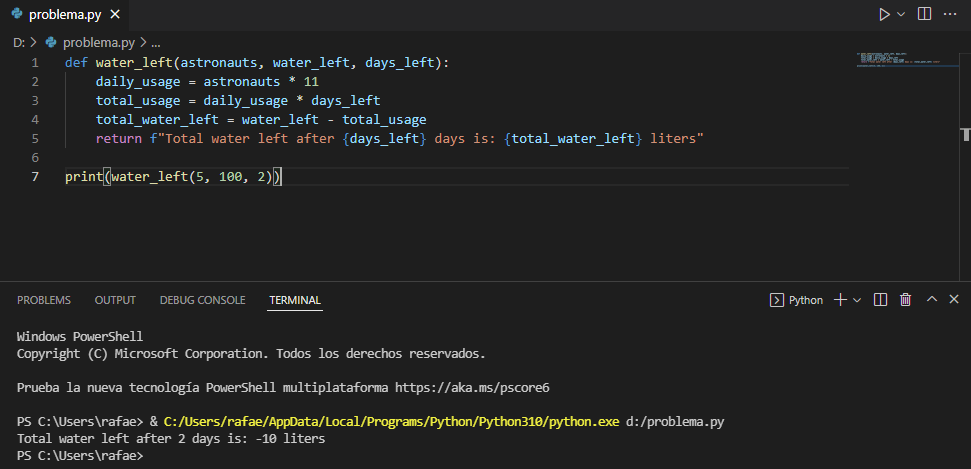 problema.py
D: > problema.py > ...
1 def water_left(astronauts, water_left, days_left):
2     daily_usage = astronauts * 11
3     total_usage = daily_usage * days_left
4     total_water_left = water_left - total_usage
5     return f"Total water left after {days_left} days is: {total_water_left} liters"
6
7 print(water_left(5, 100, 2))
PROBLEMS OUTPUT DEBUG CONSOLE TERMINAL Python
Windows PowerShell
Copyright (C) Microsoft Corporation. Todos los derechos reservados.
Prueba la nueva tecnología PowerShell multiplataforma https://aka.ms/pscore6
PS C:\Users\rafae> & C:/Users/rafae/AppData/Local/Programs/Python/Python310/python.exe d:/problema.py
Total water left after 2 days is: -10 liters
PS C:\Users\rafae>